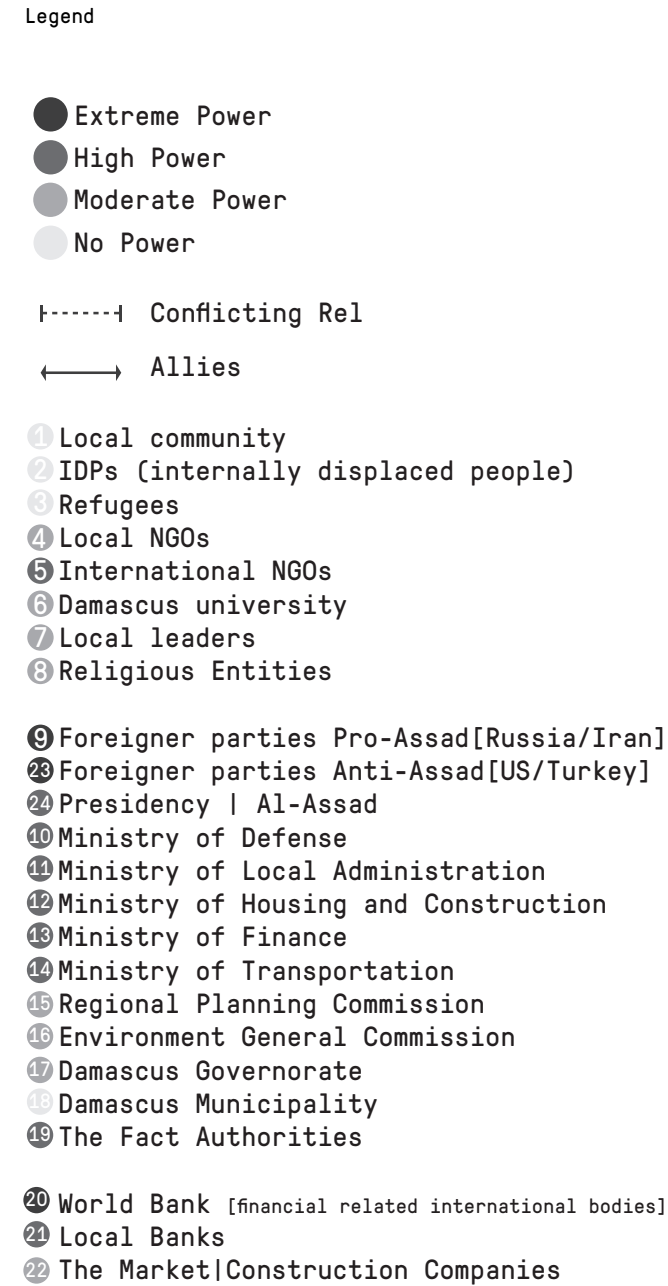 Legend
Extreme Power
High Power
Moderate Power
No Power
Conflicting Rel
Allies
1 Local community
2 IDPs (internally displaced people)
3 Refugees
4 Local NGOs
5 International NGOs
6 Damascus university
7 Local leaders
8 Religious Entities
9 Foreigner parties Pro-Assad[Russia/Iran]
23 Foreigner parties Anti-Assad[US/Turkey]
24 Presidency | Al-Assad
10 Ministry of Defense
11 Ministry of Local Administration
12 Ministry of Housing and Construction
13 Ministry of Finance
14 Ministry of Transportation
15 Regional Planning Commission
16 Environment General Commission
17 Damascus Governorate
18 Damascus Municipality
19 The Fact Authorities
20 World Bank [financial related international bodies]
21 Local Banks
22 The Market|Construction Companies